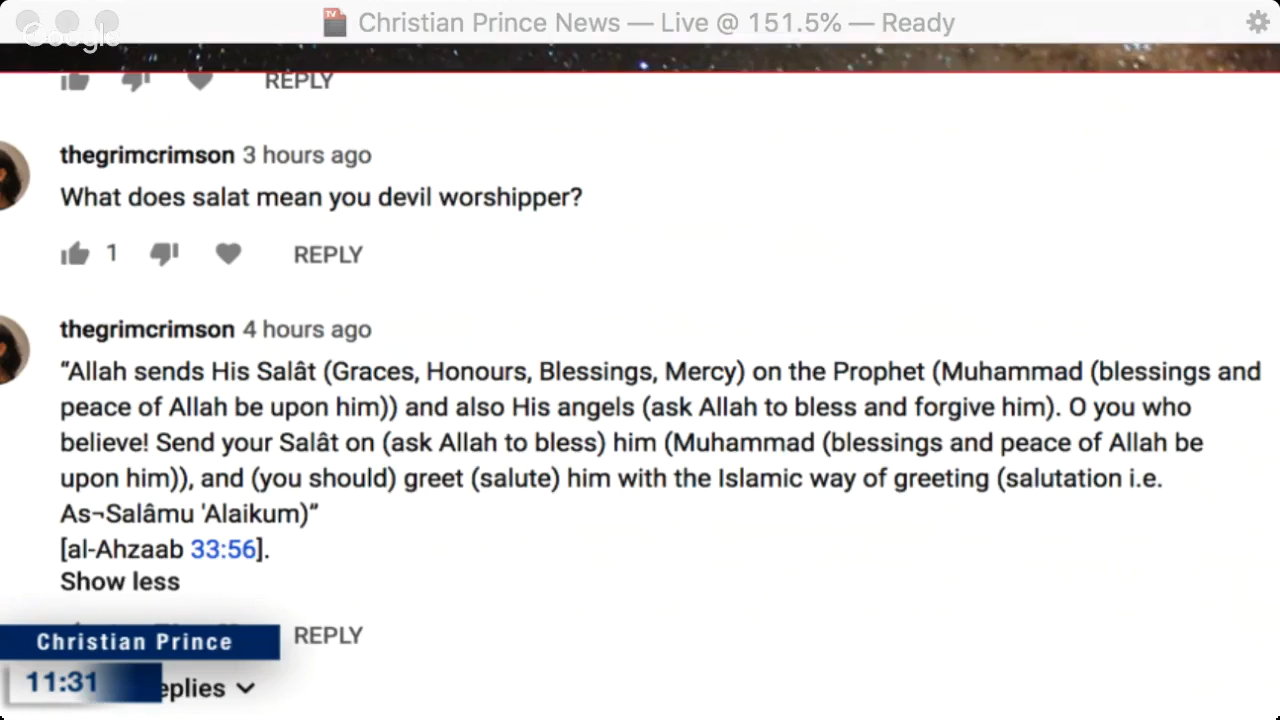 Christian Prince News — Live @ 151.5% — Ready
Google
REPLY
thegrimcrimson 3 hours ago
What does salat mean you devil worshipper?
1 REPLY
thegrimcrimson 4 hours ago
“Allah sends His Salât (Graces, Honours, Blessings, Mercy) on the Prophet (Muhammad (blessings and
peace of Allah be upon him)) and also His angels (ask Allah to bless and forgive him). O you who
believe! Send your Salât on (ask Allah to bless) him (Muhammad (blessings and peace of Allah be
upon him)), and (you should) greet (salute) him with the Islamic way of greeting (salutation i.e.
As¬Salâmu 'Alaikum)”
[al-Ahzaab 33:56].
Show less
REPLY
Christian Prince
11:31
eplies